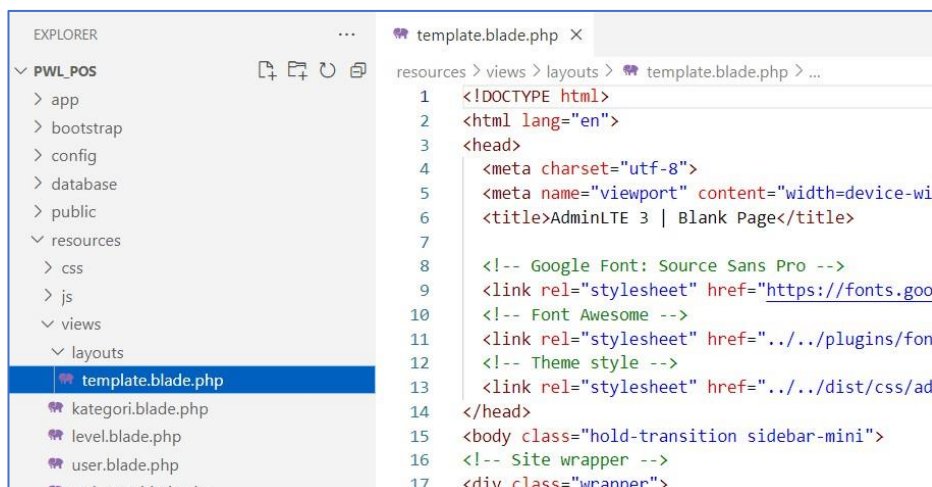 EXPLORER
PWL_POS
app
bootstrap
config
database
public
resources
css
js
views
layouts
template.blade.php
kategori.blade.php
level.blade.php
user.blade.php
template.blade.php ×
resources > views > layouts > template.blade.php > ...
1 <!DOCTYPE html>
2 <html lang="en">
3 <head>
4 <meta charset="utf-8">
5 <meta name="viewport" content="width=device-wi
6 <title>AdminLTE 3 | Blank Page</title>
7
8 <!-- Google Font: Source Sans Pro -->
9 <link rel="stylesheet" href="https://fonts.goo
10 <!-- Font Awesome -->
11 <link rel="stylesheet" href="../../plugins/fon
12 <!-- Theme style -->
13 <link rel="stylesheet" href="../../dist/css/ad
14 </head>
15 <body class="hold-transition sidebar-mini">
16 <!-- Site wrapper -->
17 <div class="wrapper">